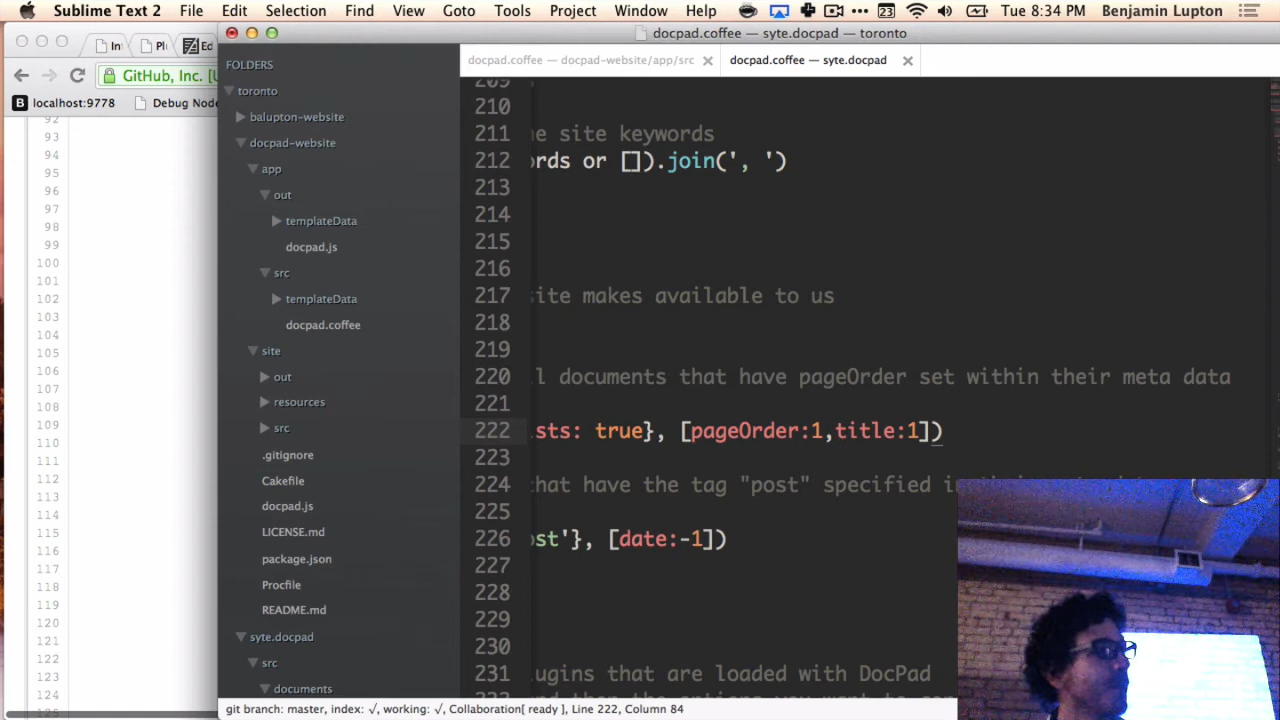 Sublime Text 2 File Edit Selection Find View Goto Tools Project Window Help 23 Tue 8:34 PM Benjamin Lupton
docpad.coffee — syte.docpad — toronto
In Pl Ed
GitHub, Inc. [U
localhost:9778 Debug Node
FOLDERS
toronto
balupton-website
docpad-website
app
out
templateData
docpad.js
src
templateData
docpad.coffee
site
out
resources
src
.gitignore
Cakefile
docpad.js
LICENSE.md
package.json
Procfile
README.md
syte.docpad
src
documents
docpad.coffee — docpad-website/app/src docpad.coffee — syte.docpad
209
210
211 e site keywords
212 ords or []).join(', ')
213
214
215
216
217 site makes available to us
218
219
220 l documents that have pageOrder set within their meta data
221
222 sts: true}, [pageOrder:1,title:1])
223
224 that have the tag "post" specified i
225
226 ost'}, [date:-1])
227
228
229
230
231 lugins that are loaded with DocPad
92
93
94
95
96
97
98
99
100
101
102
103
104
105
106
107
108
109
110
111
112
113
114
115
116
117
118
119
120
121
122
123
124
git branch: master, index: √, working: √, Collaboration[ ready ], Line 222, Column 84